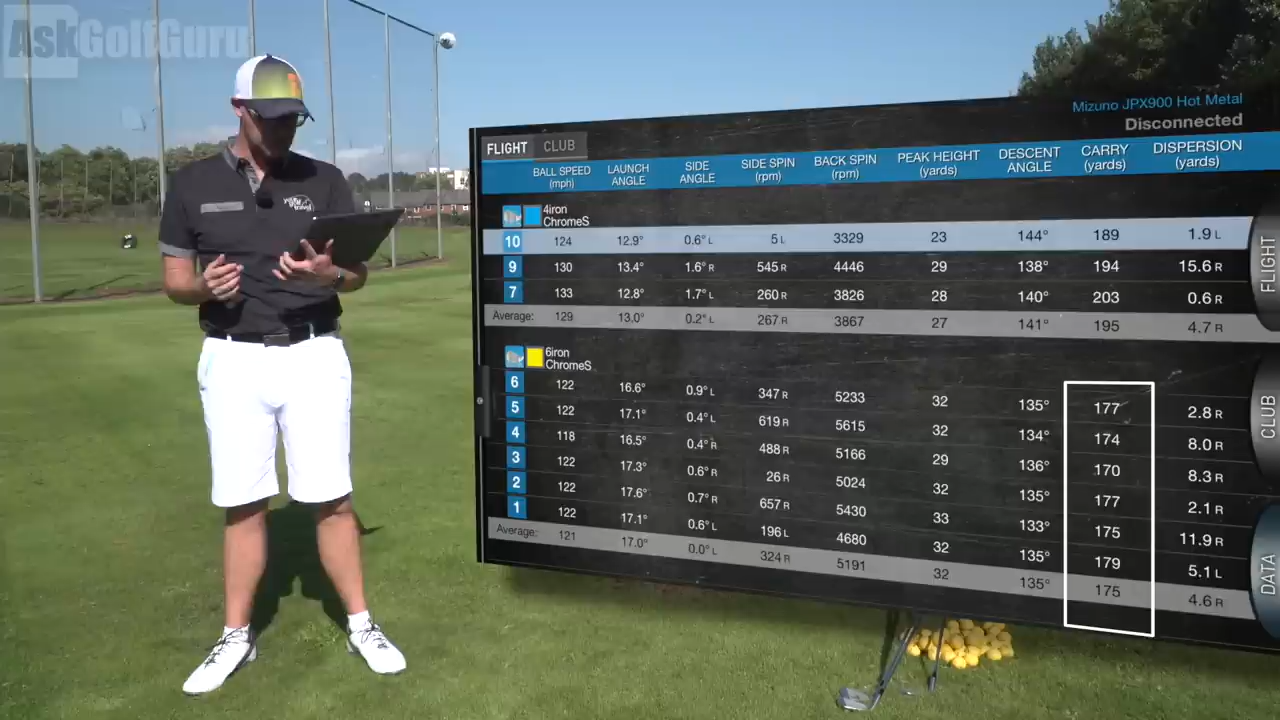 AskGolfGuru
Mizuno JPX900 Hot Metal
Disconnected
FLIGHT CLUB
BALL SPEED (mph) LAUNCH ANGLE SIDE ANGLE SIDE SPIN (rpm) BACK SPIN (rpm) PEAK HEIGHT (yards) DESCENT ANGLE CARRY (yards) DISPERSION (yards)
4iron
ChromeS
10 124 12.9° 0.6° L 5 L 3329 23 144° 189 1.9 L
9 130 13.4° 1.6° R 545 R 4446 29 138° 194 15.6 R
7 133 12.8° 1.7° L 260 R 3826 28 140° 203 0.6 R
Average: 129 13.0° 0.2° L 267 R 3867 27 141° 195 4.7 R
6iron
ChromeS
6 122 16.6° 0.9° L 347 R 5233 32 135° 177 2.8 R
5 122 17.1° 0.4° L 619 R 5615 32 134° 174 8.0 R
4 118 16.5° 0.4° R 488 R 5166 29 136° 170 8.3 R
3 122 17.3° 0.6° R 26 R 5024 32 135° 177 2.1 R
2 122 17.6° 0.7° R 657 R 5430 33 133° 175 11.9 R
1 122 17.1° 0.6° L 196 L 4680 32 135° 179 5.1 L
Average: 121 17.0° 0.0° L 324 R 5191 32 135° 175 4.6 R
FLIGHT
CLUB
DATA